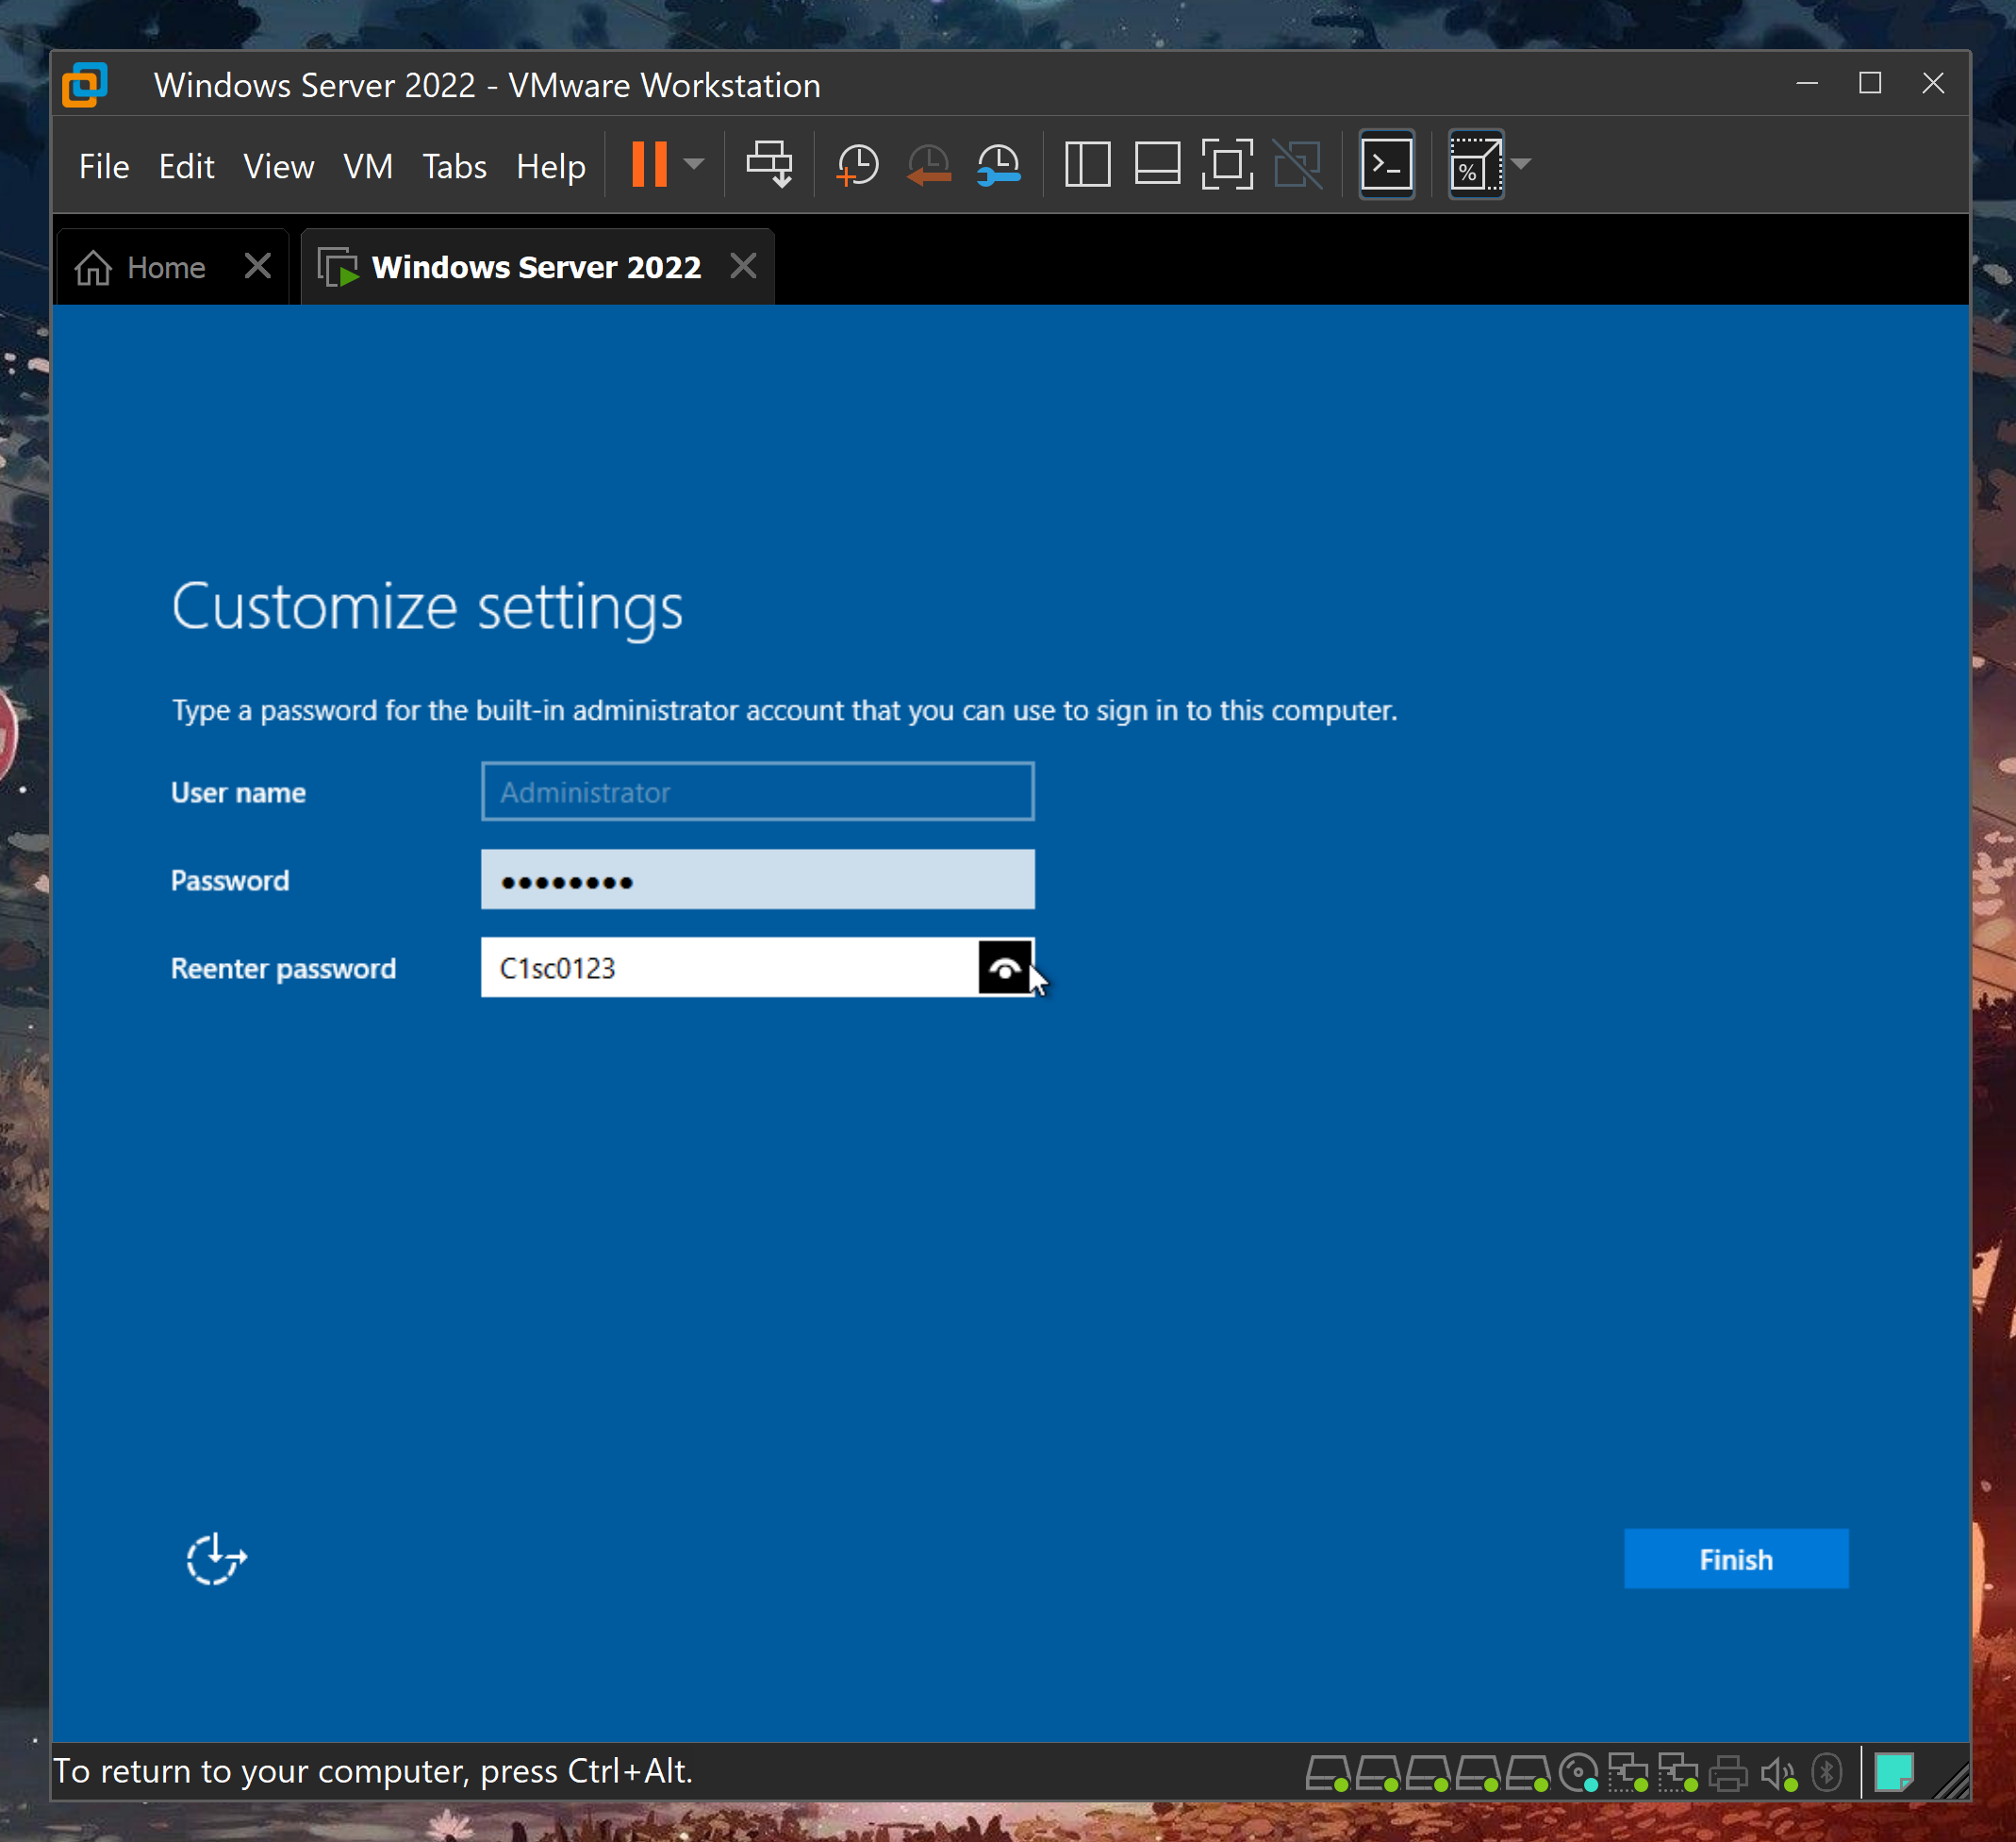 Windows Server 2022 - VMware Workstation
File Edit View VM Tabs Help
Home Windows Server 2022
Customize settings
Type a password for the built-in administrator account that you can use to sign in to this computer.
User name Administrator
Password ••••••••
Reenter password C1sc0123
Finish
To return to your computer, press Ctrl+Alt.